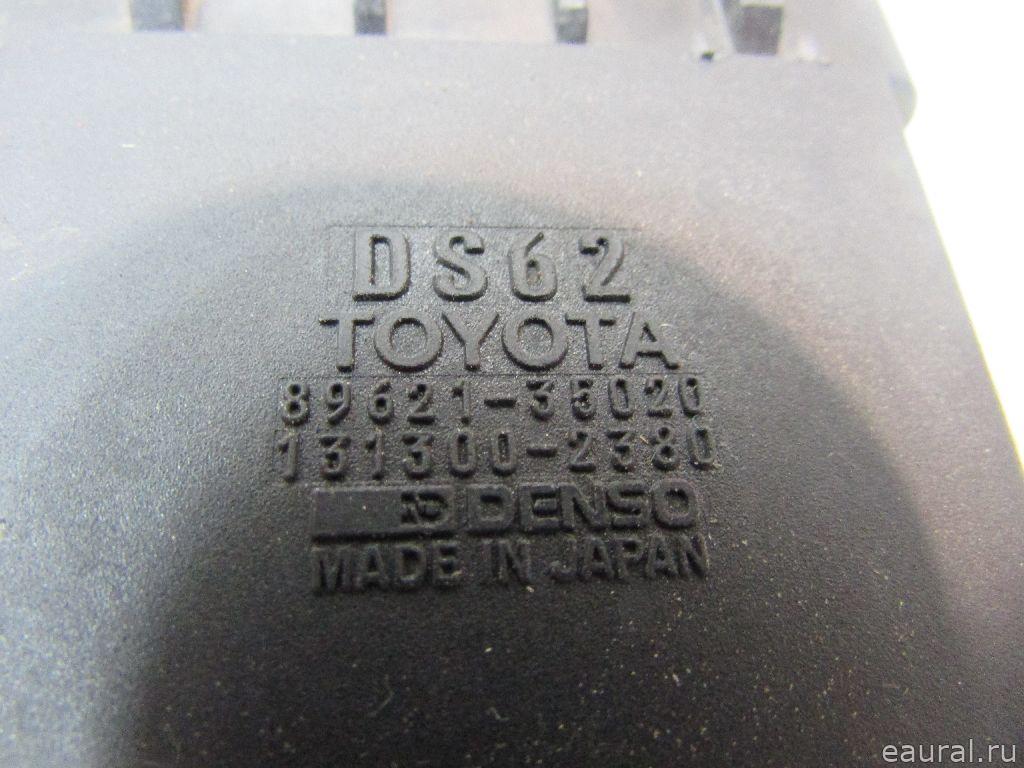 DS62
TOYOTA
89621-35020
131300-2380
DENSO
MADE IN JAPAN
eaural.ru